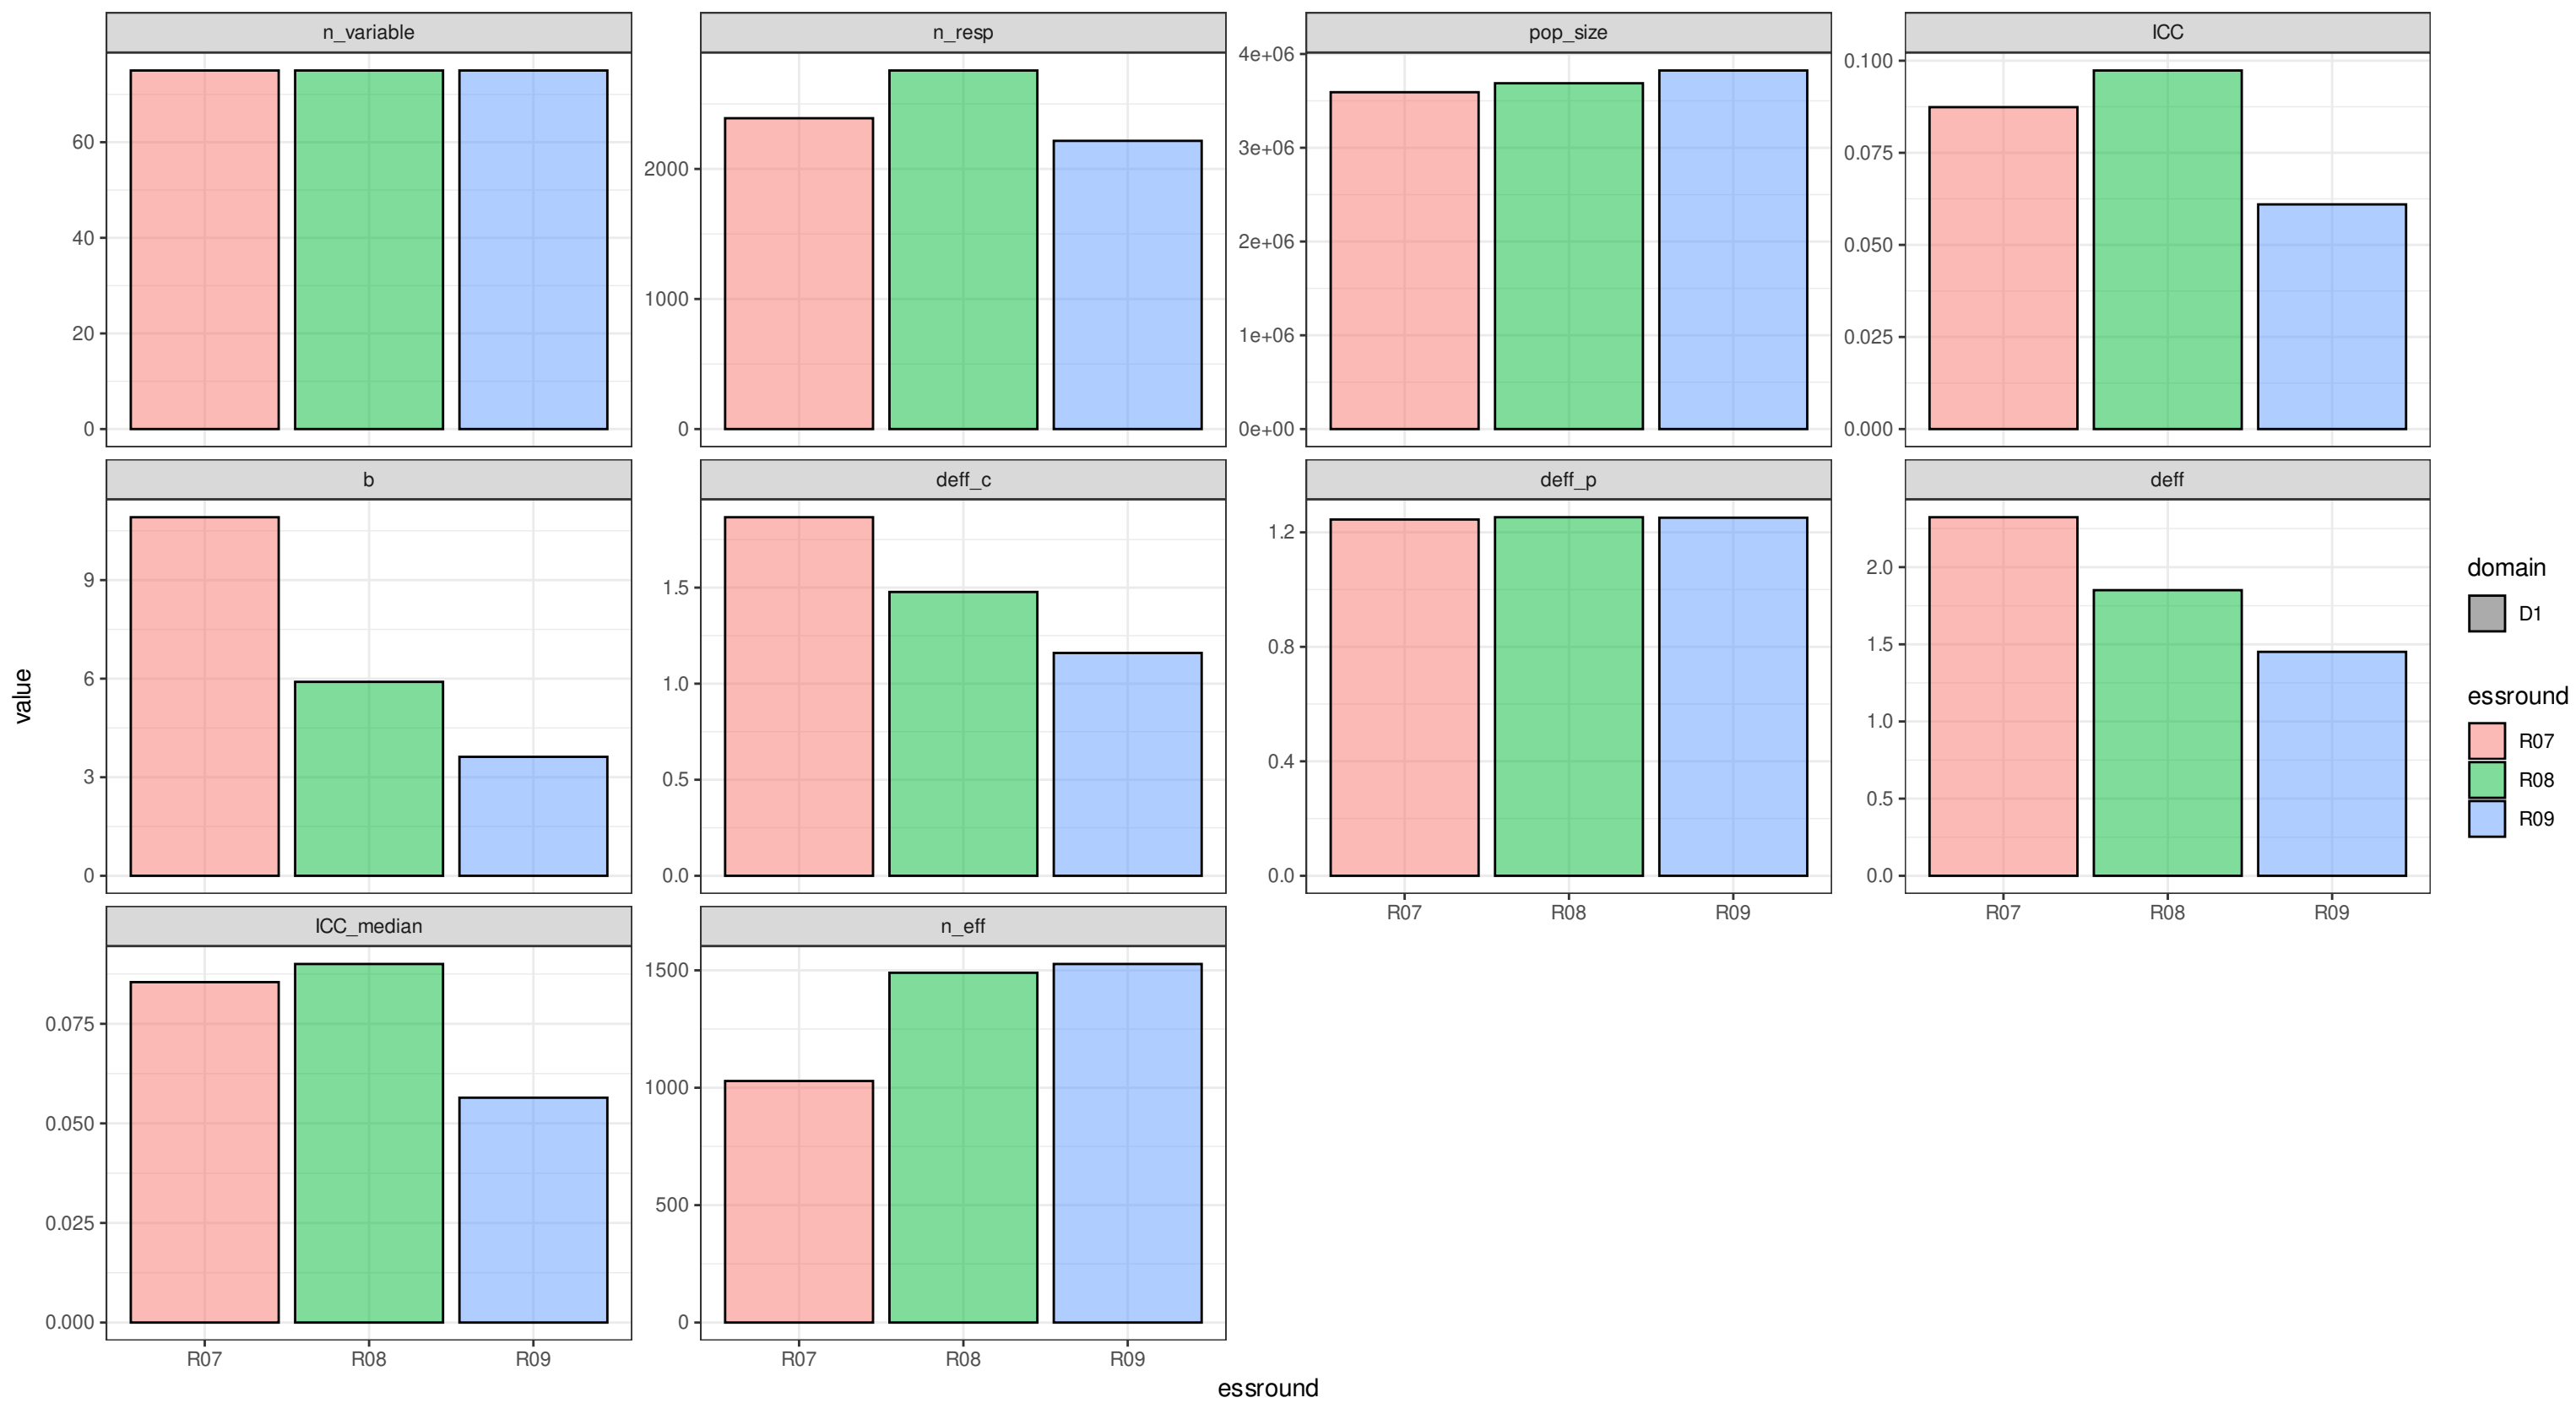 n_variable
n_resp
pop_size
ICC
60
40
20
0
2000
1000
0
4e+06
3e+06
2e+06
1e+06
0e+00
0.100
0.075
0.050
0.025
0.000
b
deff_c
deff_p
deff
9
6
3
0
1.5
1.0
0.5
0.0
1.2
0.8
0.4
0.0
2.0
1.5
1.0
0.5
0.0
R07 R08 R09
R07 R08 R09
ICC_median
n_eff
0.075
0.050
0.025
0.000
1500
1000
500
0
R07 R08 R09
R07 R08 R09
value
essround
domain
D1
essround
R07
R08
R09